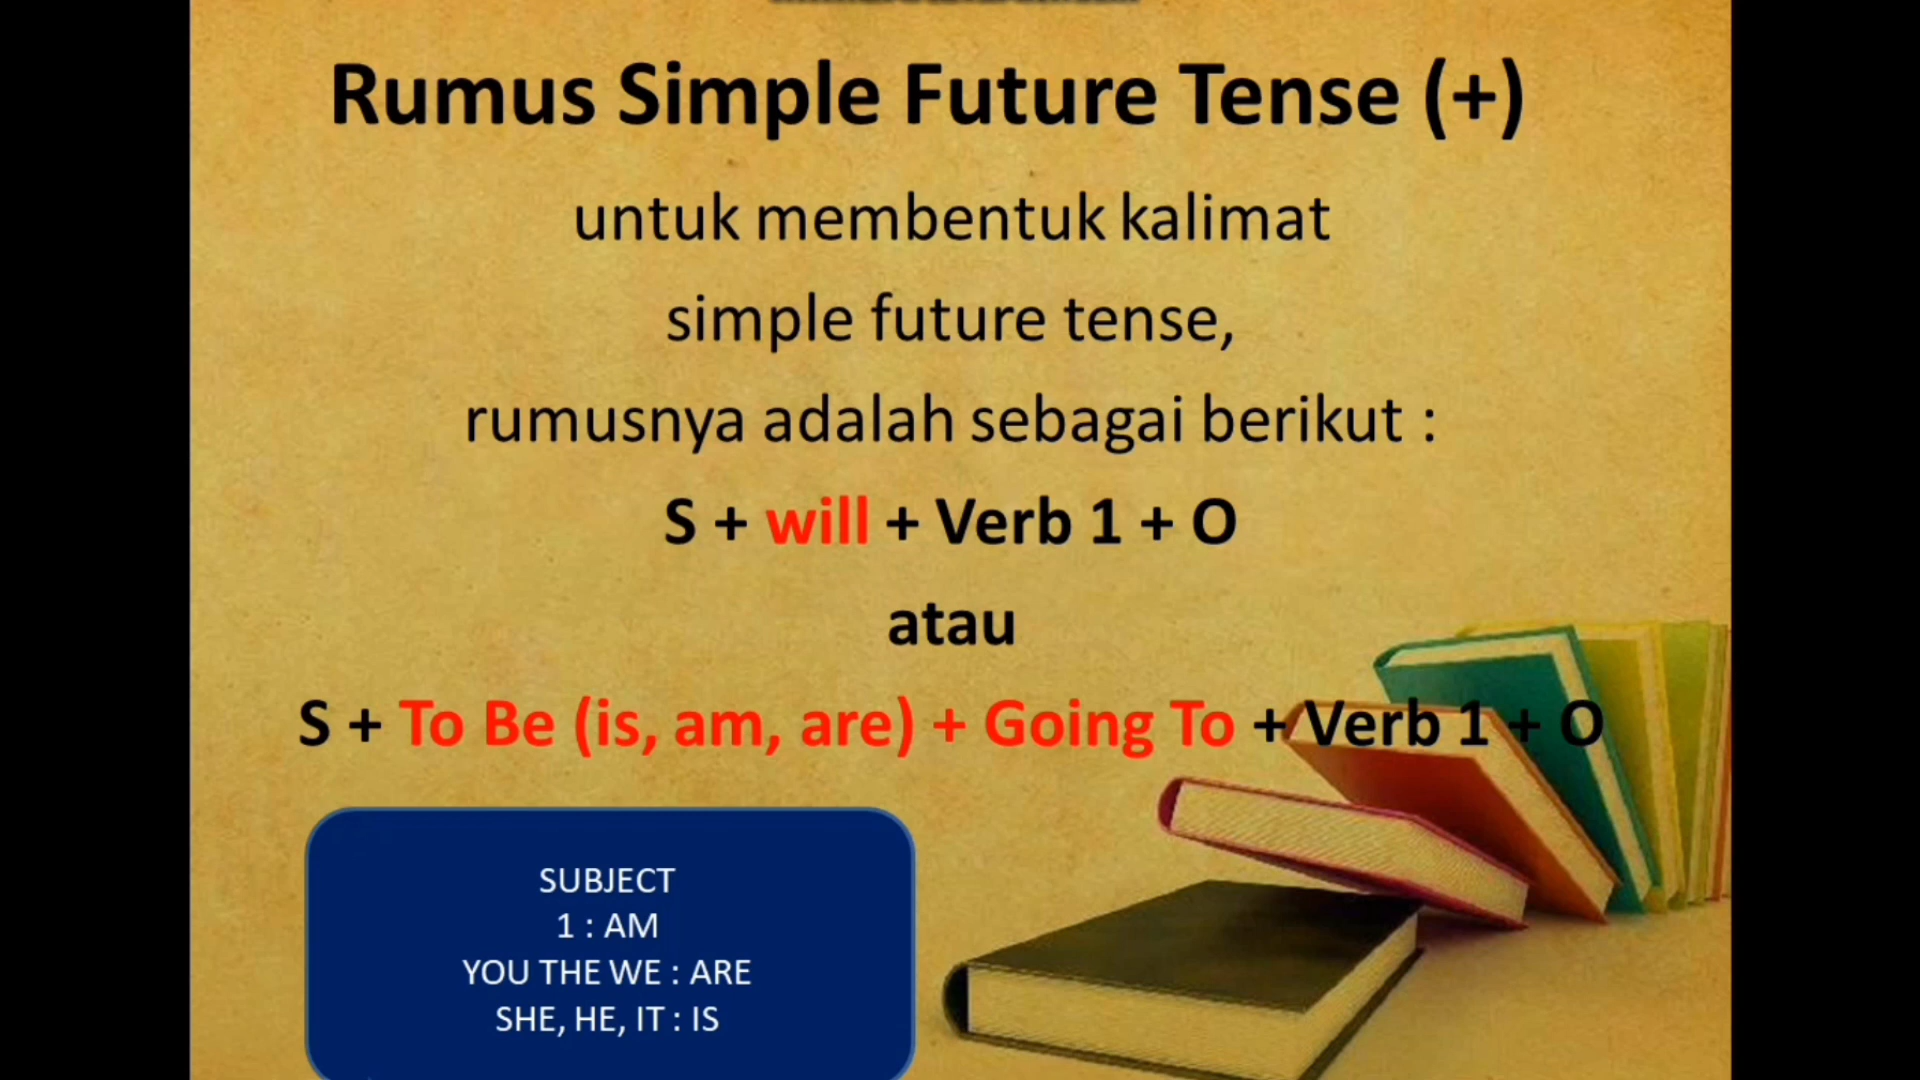 Rumus Simple Future Tense (+)
untuk membentuk kalimat
simple future tense,
rumusnya adalah sebagai berikut :
S + will + Verb 1 + O
atau
S + To Be (is, am, are) + Going To + Verb 1 + O
SUBJECT
1 : AM
YOU THE WE : ARE
SHE, HE, IT : IS